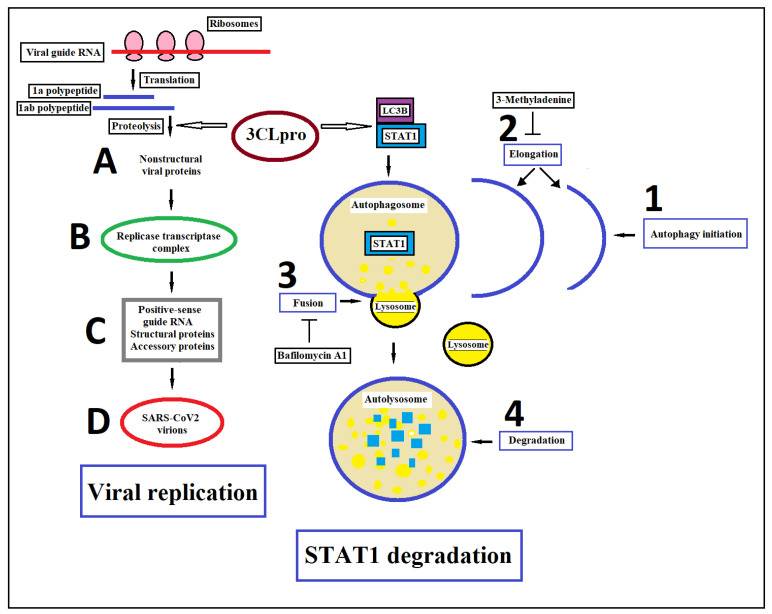 Ribosomes
Viral guide RNA
Translation
1a polypeptide
1ab polypeptide
Proteolysis
3CLpro
A
Nonstructural
viral proteins
B
Replicase transcriptase
complex
C
Positive-sense
guide RNA
Structural proteins
Accessory proteins
D
SARS-CoV2
virions
Viral replication
LC3B
STAT1
3-Methyladenine
2
Elongation
1
Autophagy initiation
Autophagosome
STAT1
3
Fusion
Lysosome
Bafilomycin A1
Lysosome
Autolysosome
4
Degradation
STAT1 degradation